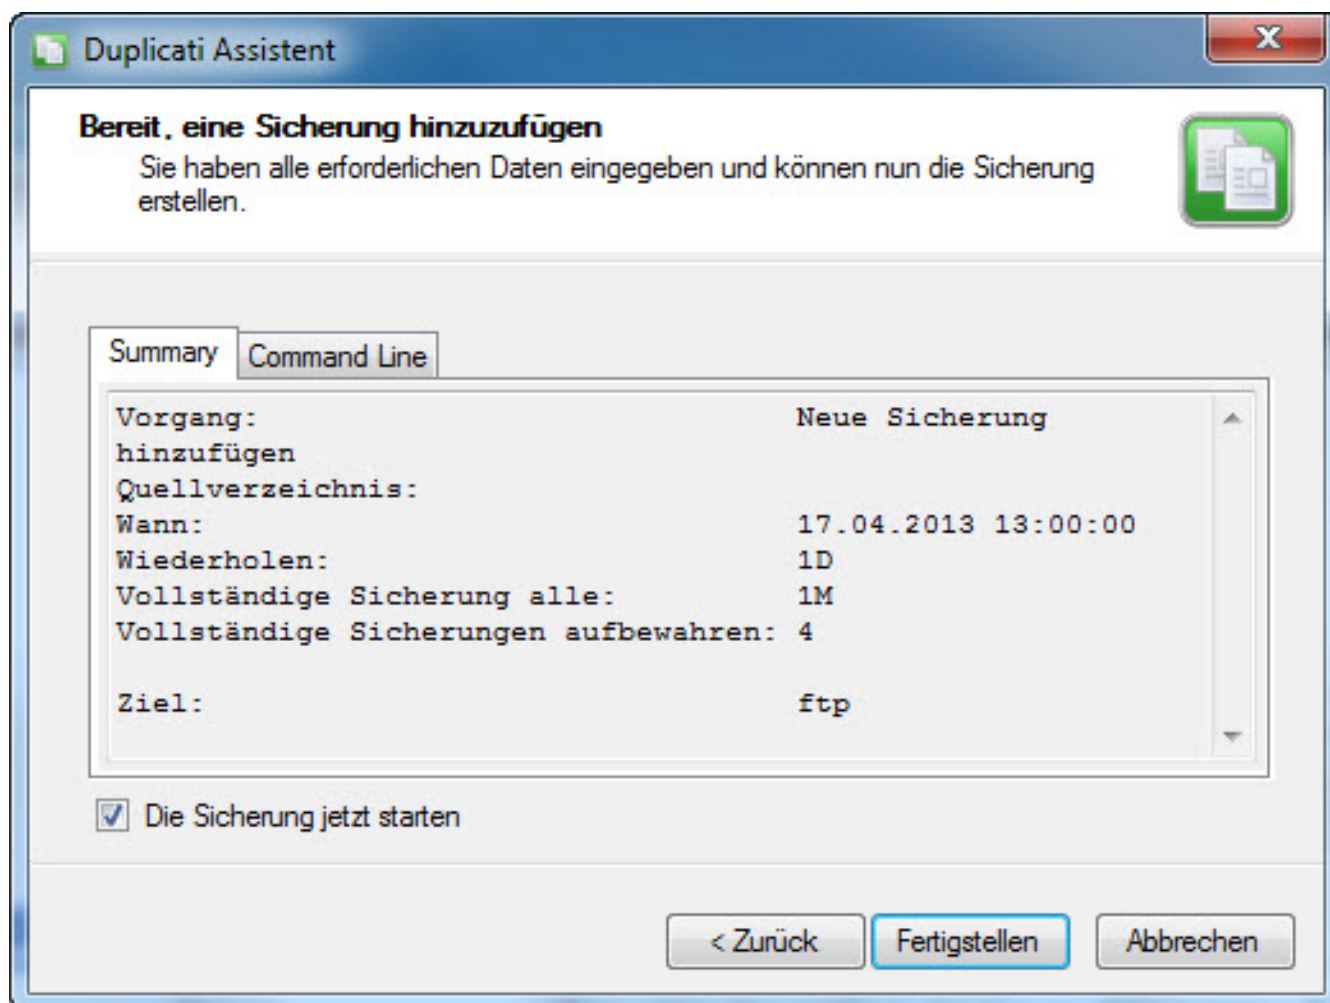 Duplicati Assistent
Bereit, eine Sicherung hinzuzufügen
Sie haben alle erforderlichen Daten eingegeben und können nun die Sicherung
erstellen.
Summary
Command Line
Vorgang: Neue Sicherung
hinzufügen
Quellverzeichnis:
Wann: 17.04.2013 13:00:00
Wiederholen: 1D
Vollständige Sicherung alle: 1M
Vollständige Sicherungen aufbewahren: 4
Ziel: ftp
Die Sicherung jetzt starten
< Zurück
Fertigstellen
Abbrechen